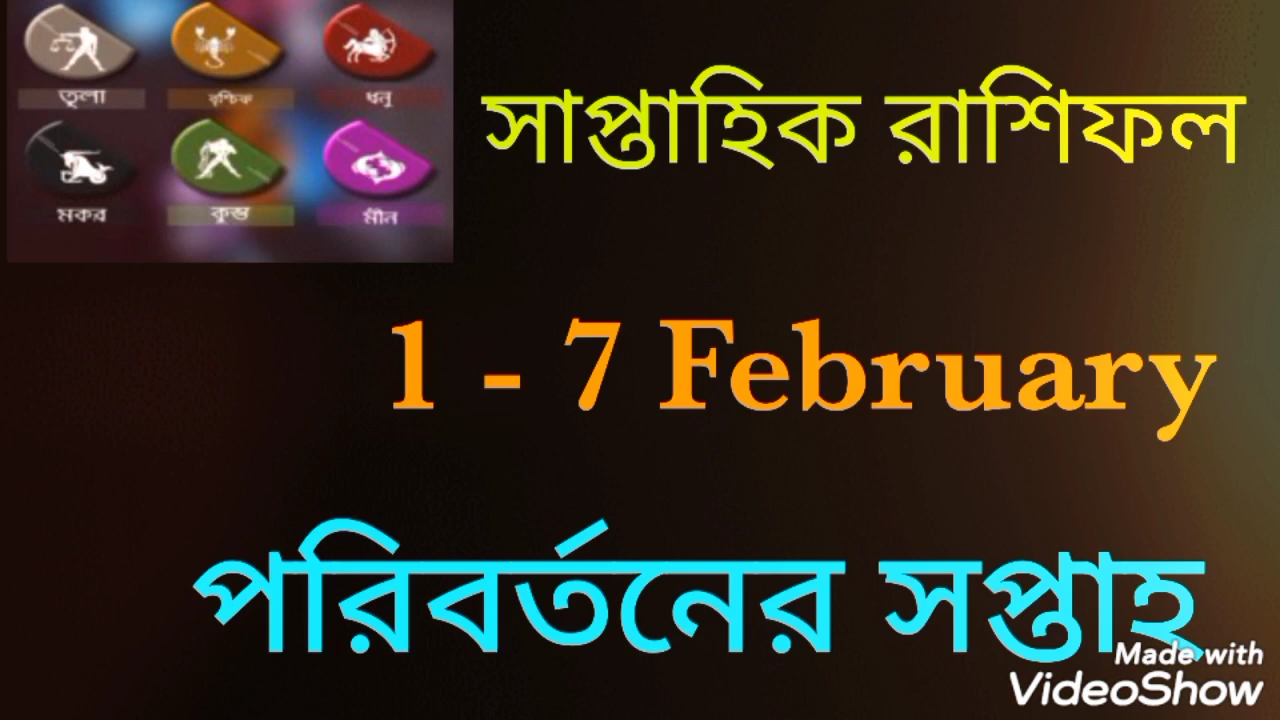 তুলা বৃশ্চিক ধনু
মকর কুম্ভ মীন
সাপ্তাহিক রাশিফল
1 - 7 February
পরিবর্তনের সপ্তাহ
Made with
VideoShow